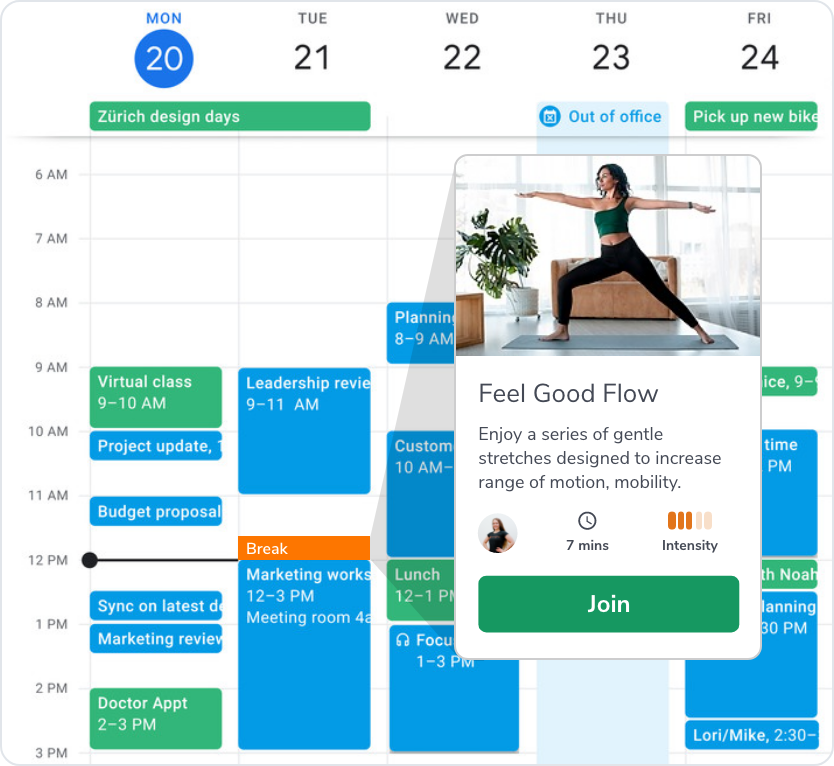 MON
TUE
WED
THU
FRI
20
21
22
23
24
Zürich design days
Out of office
Pick up new bike
6 AM
7 AM
8 AM
9 AM
10 AM
11 AM
12 PM
1 PM
2 PM
3 PM
Virtual class
9–10 AM
Project update, 1
Budget proposal
Sync on latest de
Marketing review
Doctor Appt
2–3 PM
Leadership revie
9–11 AM
Break
Marketing works
12–3 PM
Meeting room 4a
Planning
8–9 AM
Custom
10 AM–
Lunch
12–1 PM
Focu
1–3 PM
Feel Good Flow
Enjoy a series of gentle
stretches designed to increase
range of motion, mobility.
7 mins
Intensity
Join
ice, 9–
time
PM
th Noah
lanning
30 PM
Lori/Mike, 2:30–